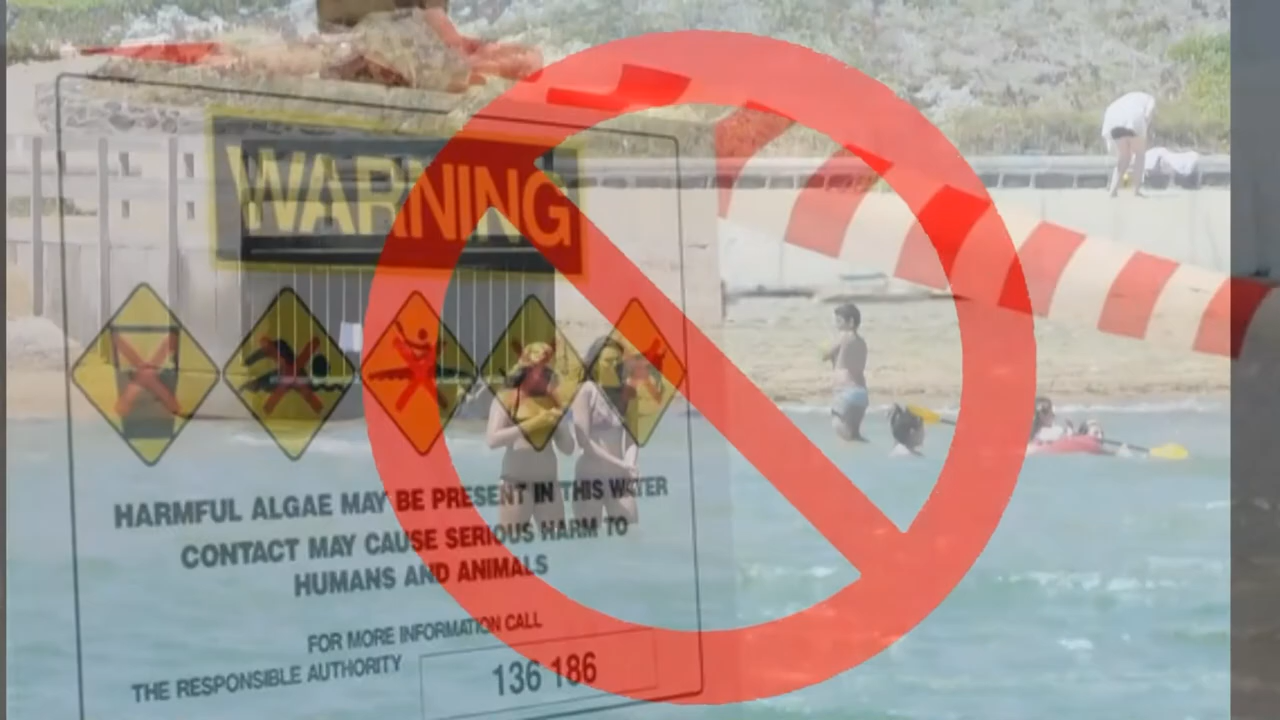 WARNING
HARMFUL ALGAE MAY BE PRESENT IN THIS WATER
CONTACT MAY CAUSE SERIOUS HARM TO
HUMANS AND ANIMALS
FOR MORE INFORMATION CALL
THE RESPONSIBLE AUTHORITY 136 186